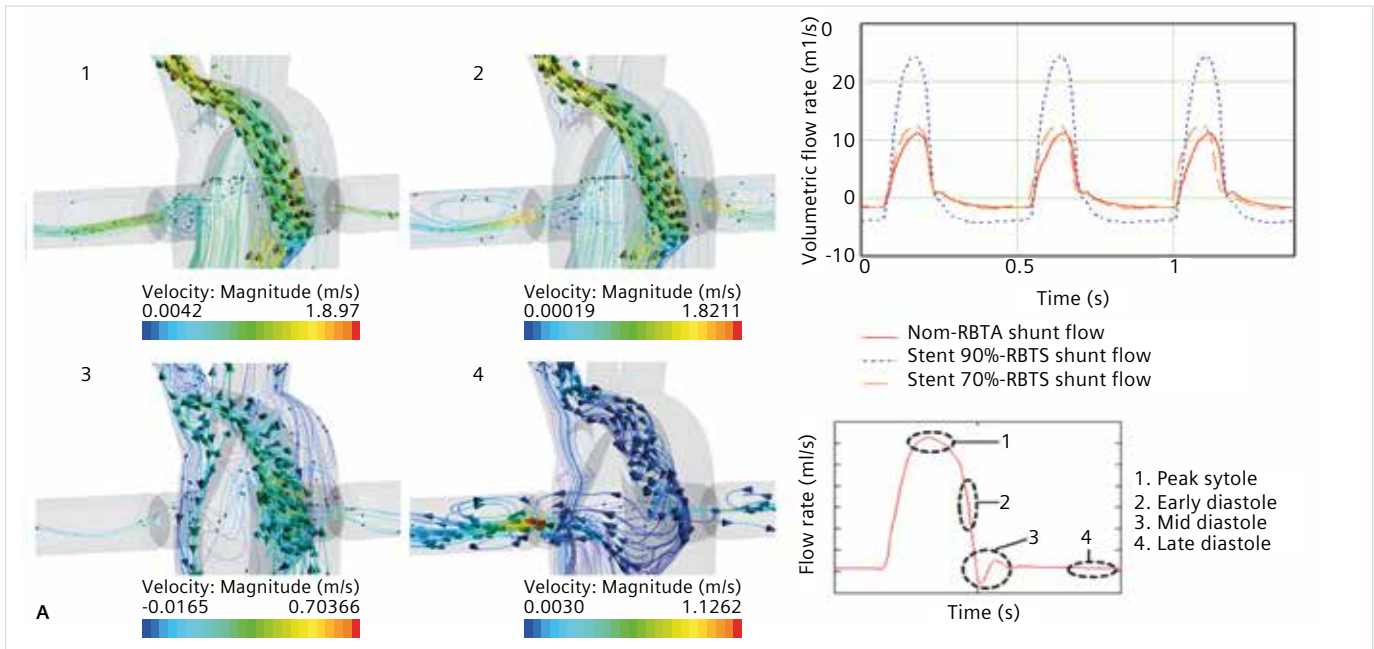 1
2
Velocity: Magnitude (m/s)
0.0042 1.8.97
Velocity: Magnitude (m/s)
0.00019 1.8211
3
4
Velocity: Magnitude (m/s)
-0.0165 0.70366
Velocity: Magnitude (m/s)
0.0030 1.1262
A
Volumetric flow rate (m1/s)
0
20
10
0
-10
0 0.5 1
Time (s)
Nom-RBTA shunt flow
Stent 90%-RBTS shunt flow
Stent 70%-RBTS shunt flow
Flow rate (ml/s)
1
2
3
4
Time (s)
1. Peak sytole
2. Early diastole
3. Mid diastole
4. Late diastole